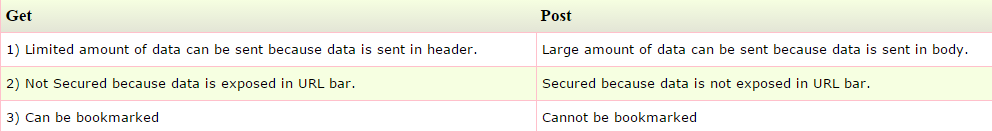 Get Post
1) Limited amount of data can be sent because data is sent in header. Large amount of data can be sent because data is sent in body.
2) Not Secured because data is exposed in URL bar. Secured because data is not exposed in URL bar.
3) Can be bookmarked Cannot be bookmarked